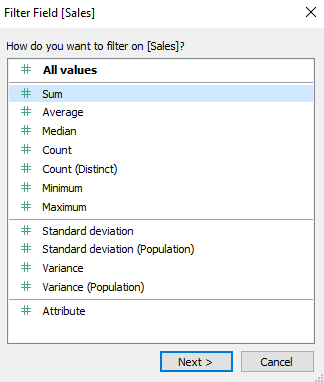 Filter Field [Sales]
How do you want to filter on [Sales]?
All values
Sum
Average
Median
Count
Count (Distinct)
Minimum
Maximum
Standard deviation
Standard deviation (Population)
Variance
Variance (Population)
Attribute
Next >
Cancel